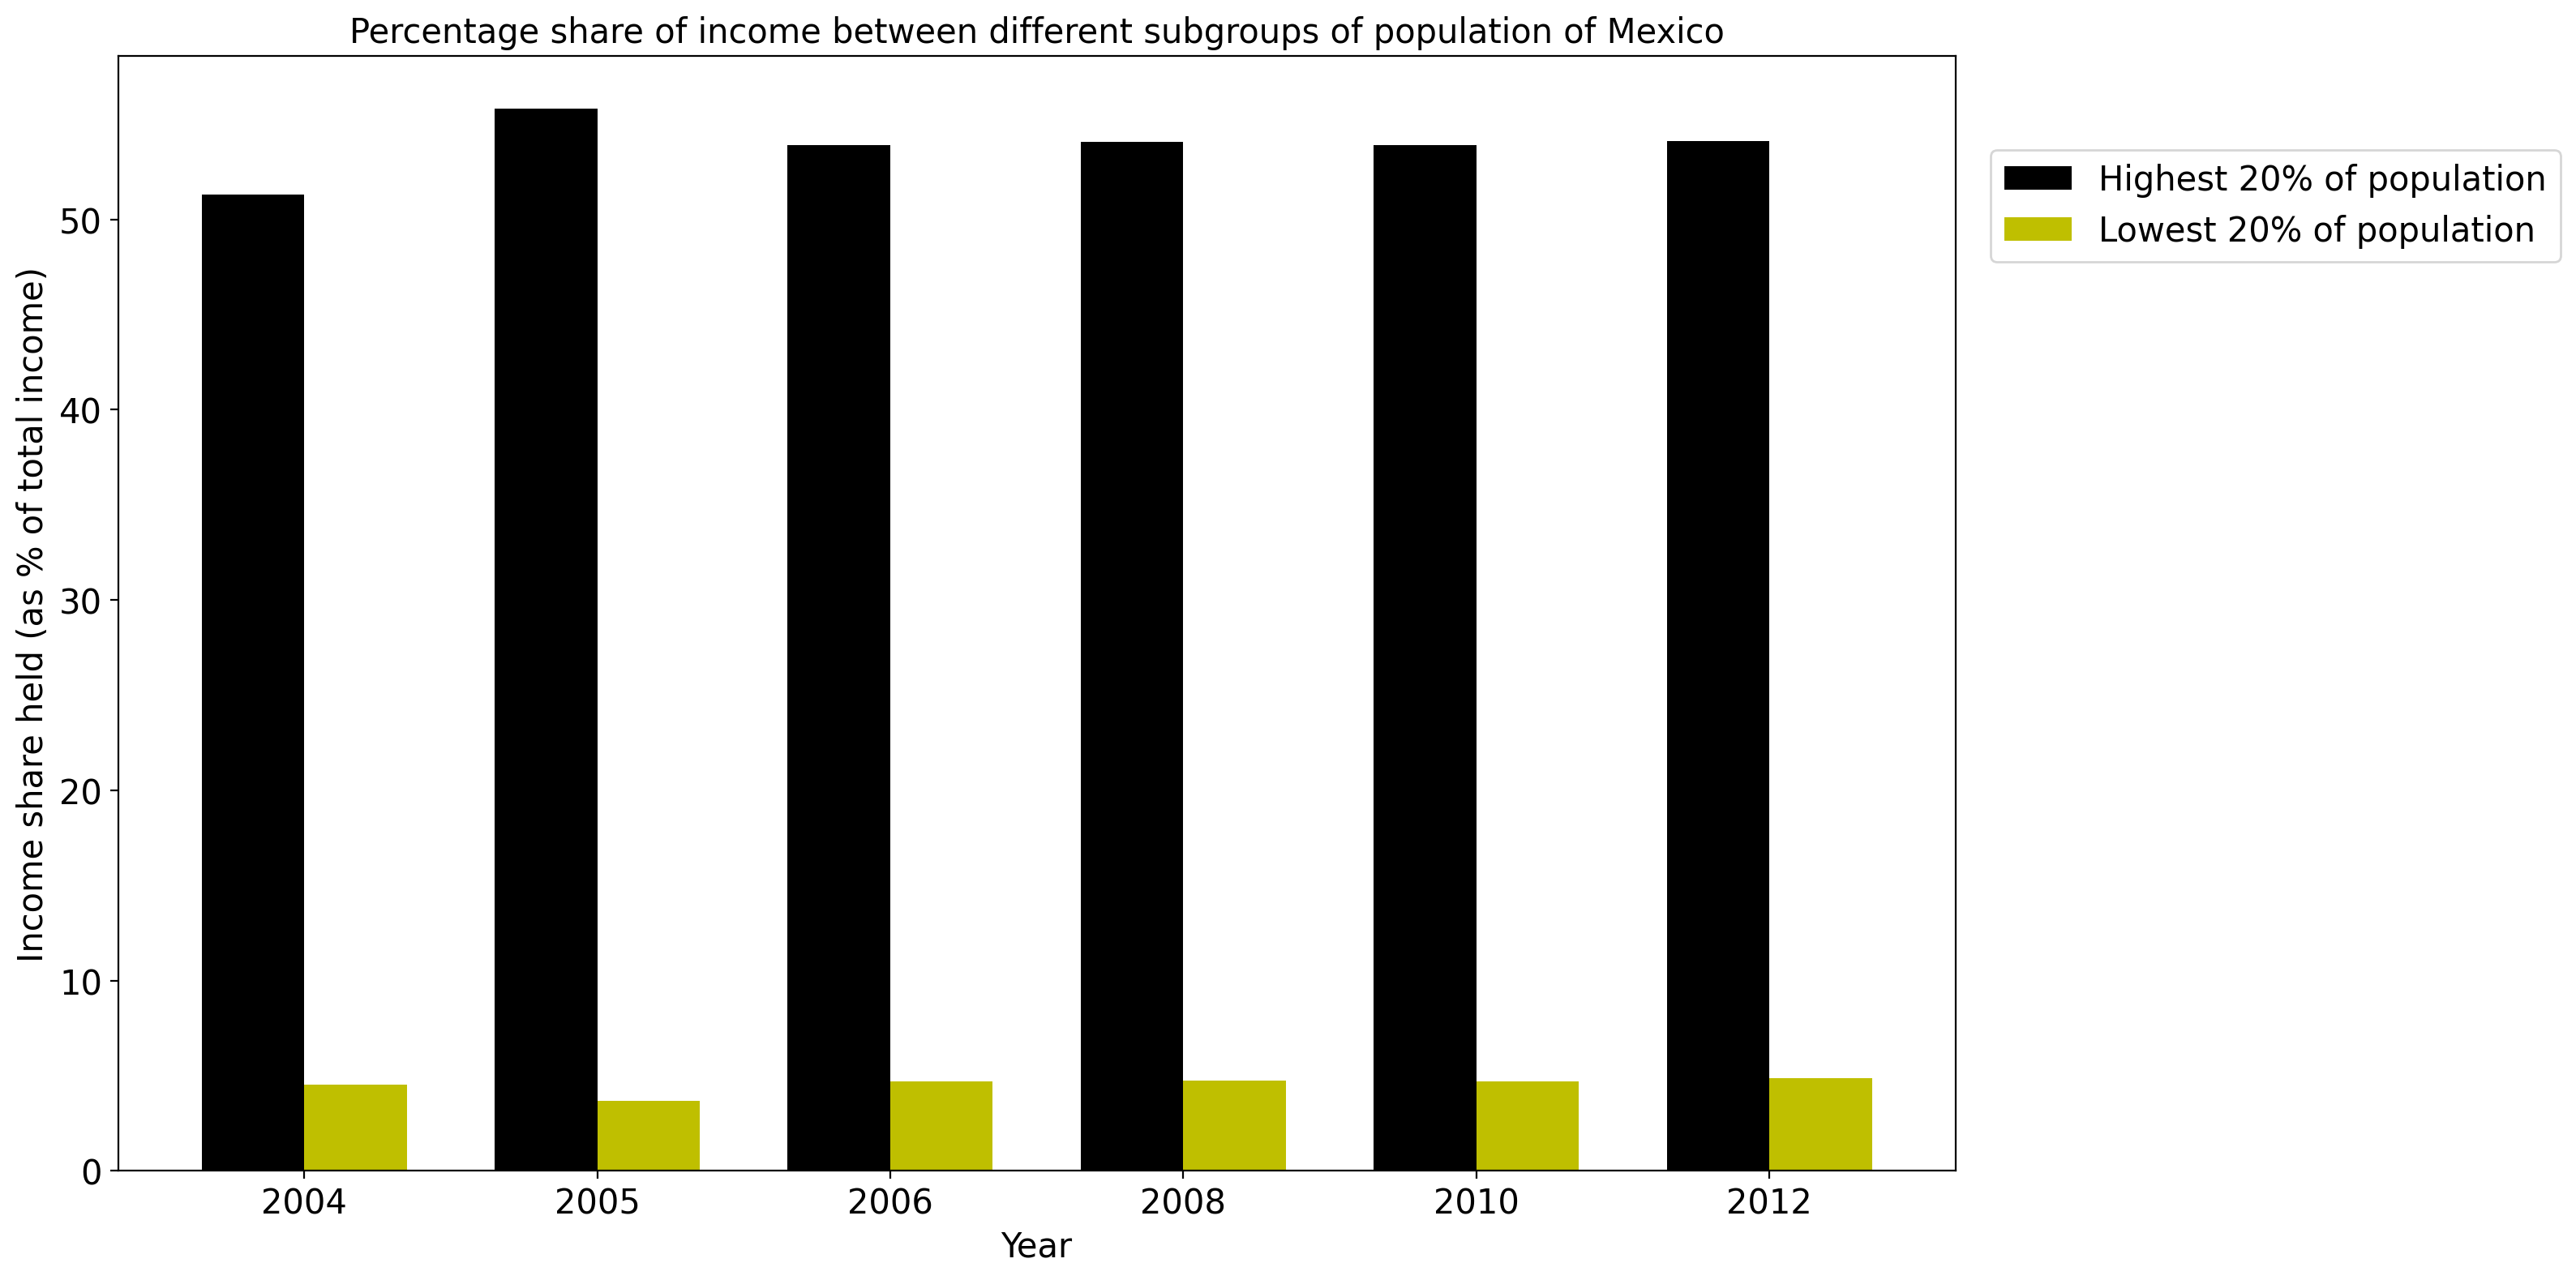 Percentage share of income between different subgroups of population of Mexico
Income share held (as % of total income)
50
40
30
20
10
0
2004 2005 2006 2008 2010 2012
Year
Highest 20% of population
Lowest 20% of population